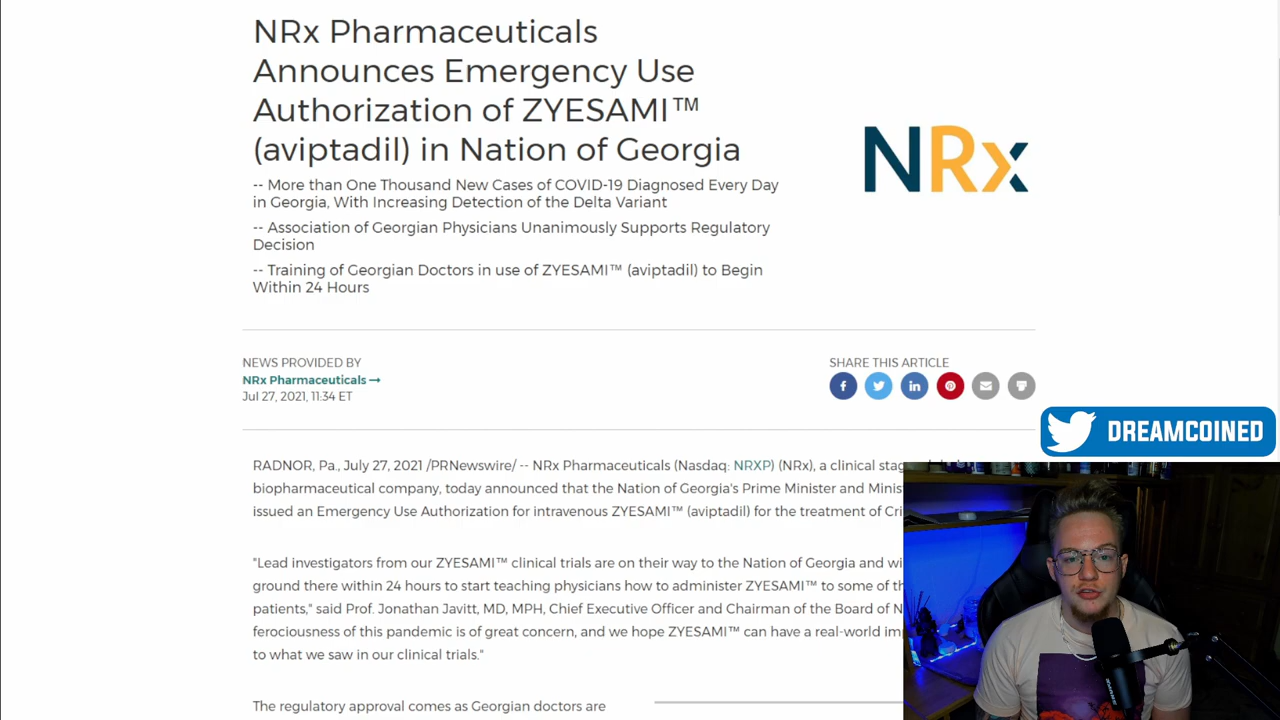 NRx Pharmaceuticals
Announces Emergency Use
Authorization of ZYESAMI™
(aviptadil) in Nation of Georgia
NRx
-- More than One Thousand New Cases of COVID-19 Diagnosed Every Day
in Georgia, With Increasing Detection of the Delta Variant
-- Association of Georgian Physicians Unanimously Supports Regulatory
Decision
-- Training of Georgian Doctors in use of ZYESAMI™ (aviptadil) to Begin
Within 24 Hours
NEWS PROVIDED BY
NRx Pharmaceuticals →
Jul 27, 2021, 11:34 ET
SHARE THIS ARTICLE
DREAMCOINED
RADNOR, Pa., July 27, 2021 /PRNewswire/ -- NRx Pharmaceuticals (Nasdaq: NRXP) (NRx), a clinical
biopharmaceutical company, today announced that the Nation of Georgia's Prime Minister and
issued an Emergency Use Authorization for intravenous ZYESAMI™ (aviptadil) for the treatment of
"Lead investigators from our ZYESAMI™ clinical trials are on their way to the Nation of Georgia and
ground there within 24 hours to start teaching physicians how to administer ZYESAMI™ to some of
patients," said Prof. Jonathan Javitt, MD, MPH, Chief Executive Officer and Chairman of the Board of
ferociousness of this pandemic is of great concern, and we hope ZYESAMI™ can have a real-world
to what we saw in our clinical trials."
The regulatory approval comes as Georgian doctors are